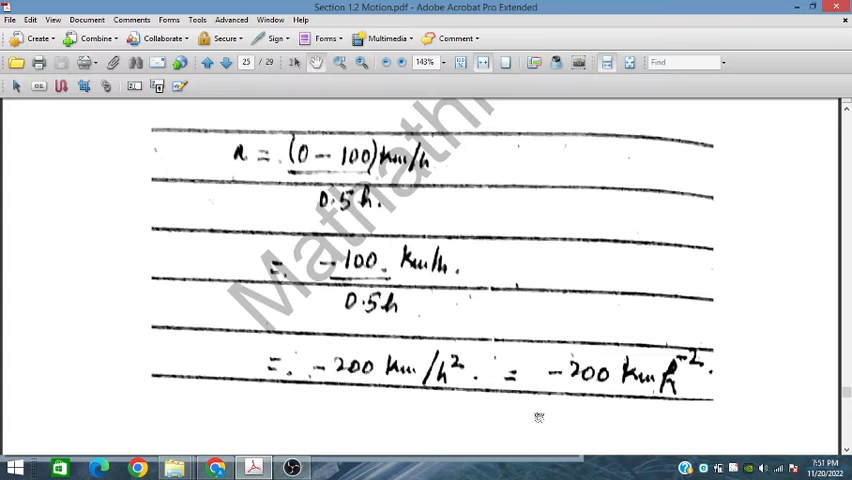 Section 1.2 Motion.pdf - Adobe Acrobat Pro Extended
File Edit View Document Comments Forms Tools Advanced Window Help
Create Combine Collaborate Secure Sign Forms Multimedia Comment
25 / 29 143% Find
a = (0 - 100) km/h
0.5 h.
= -100. km/h.
0.5h
= -200 km/h². = -200 km h⁻².
7:51 PM
11/20/2022